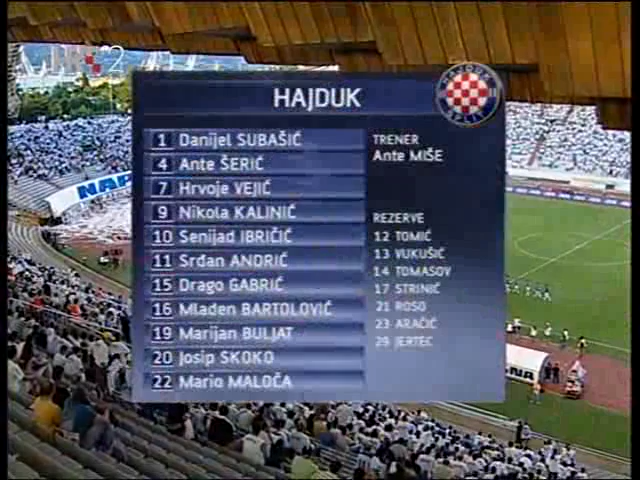 HRT 2
HAJDUK
HAJDUK
SPLIT
1 Danijel SUBAŠIĆ
4 Ante ŠERIĆ
7 Hrvoje VEJIĆ
9 Nikola KALINIĆ
10 Senijad IBRIČIĆ
11 Srđan ANDRIĆ
15 Drago GABRIĆ
16 Mladen BARTOLOVIĆ
19 Marijan BULJAT
20 Josip SKOKO
22 Mario MALOČA
TRENER
Ante MIŠE
REZERVE
12 TOMIĆ
13 VUKUŠIĆ
14 TOMASOV
17 STRINIĆ
21 ROSO
23 ARAČIĆ
29 JERTEC
NAPR